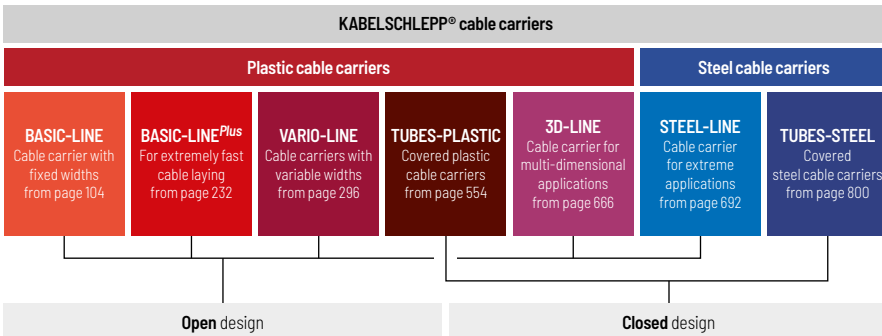 KABELSCHLEPP® cable carriers
Plastic cable carriers
Steel cable carriers
BASIC-LINE
Cable carrier with
fixed widths
from page 104
BASIC-LINEPlus
For extremely fast
cable laying
from page 232
VARIO-LINE
Cable carriers with
variable widths
from page 296
TUBES-PLASTIC
Covered plastic
cable carriers
from page 554
3D-LINE
Cable carrier for
multi-dimensional
applications
from page 666
STEEL-LINE
Cable carrier
for extreme
applications
from page 692
TUBES-STEEL
Covered
steel cable carriers
from page 800
Open design
Closed design